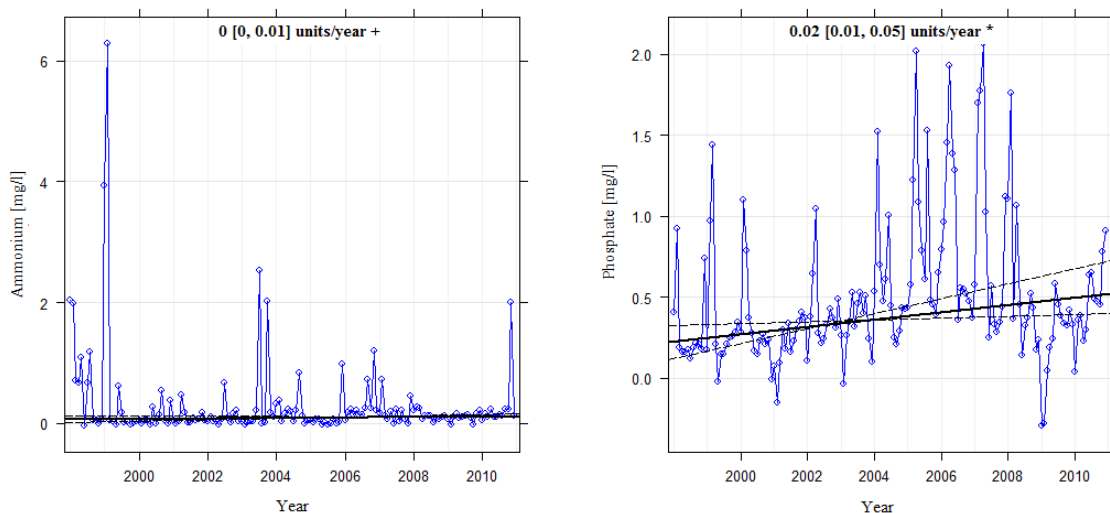 0 [0, 0.01] units/year +
Ammonium [mg/l]
6
4
2
0
2000 2002 2004 2006 2008 2010
Year
0.02 [0.01, 0.05] units/year *
Phosphate [mg/l]
2.0
1.5
1.0
0.5
0.0
2000 2002 2004 2006 2008 2010
Year